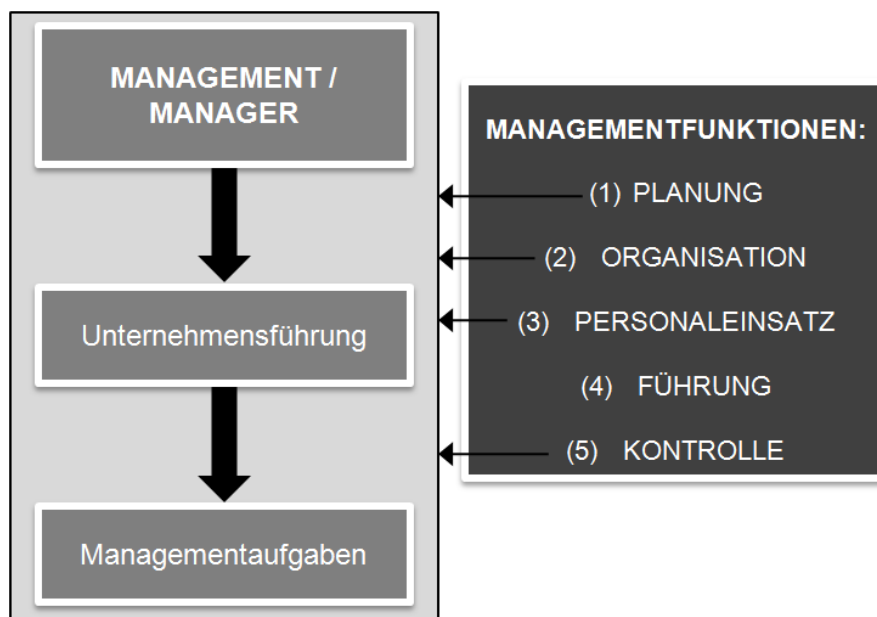 MANAGEMENT /
MANAGER
Unternehmensführung
Managementaufgaben
MANAGEMENTFUNKTIONEN:
(1) PLANUNG
(2) ORGANISATION
(3) PERSONALEINSATZ
(4) FÜHRUNG
(5) KONTROLLE